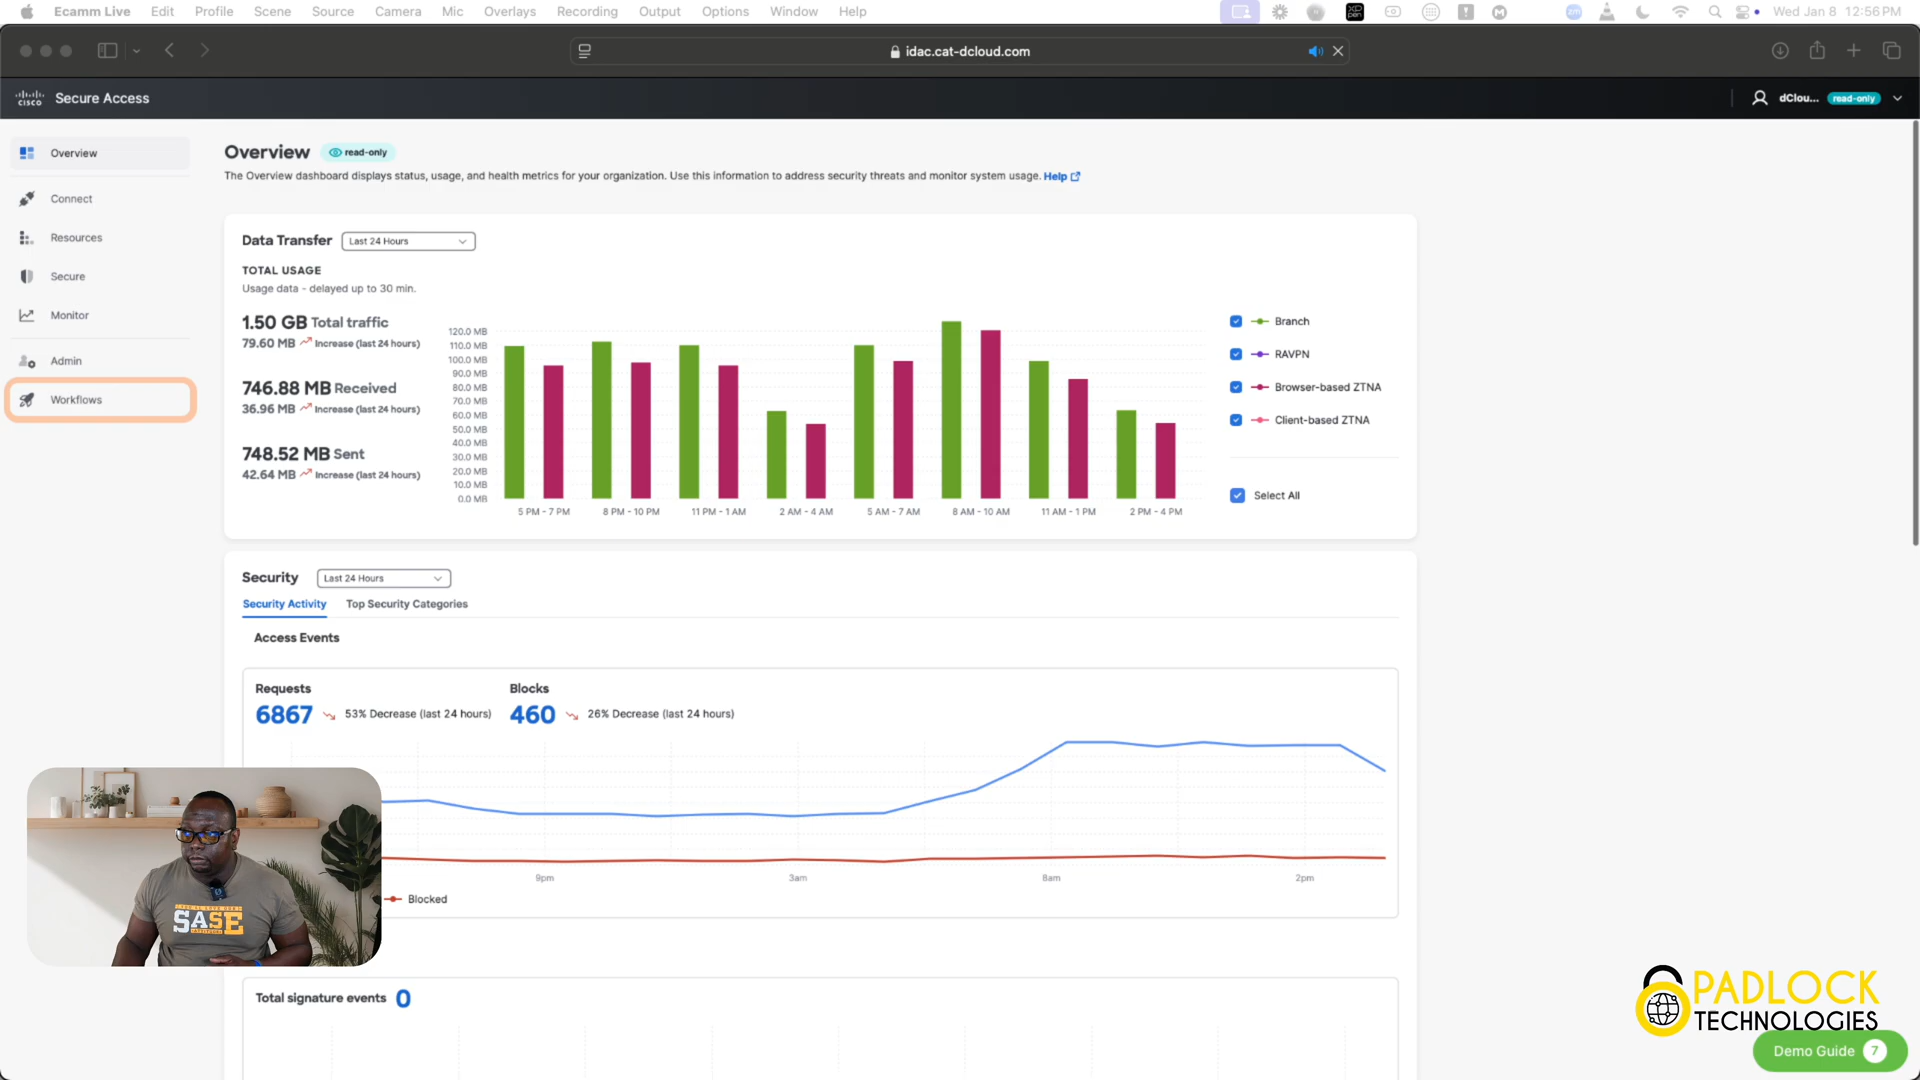 Ecamm Live Edit Profile Scene Source Camera Mic Overlays Recording Output Options Window Help
Wed Jan 8 12:56 PM
idac.cat-dcloud.com
cisco Secure Access
dClou... read-only
Overview
Connect
Resources
Secure
Monitor
Admin
Workflows
Overview read-only
The Overview dashboard displays status, usage, and health metrics for your organization. Use this information to address security threats and monitor system usage. Help
Data Transfer Last 24 Hours
TOTAL USAGE
Usage data - delayed up to 30 min.
1.50 GB Total traffic
79.60 MB Increase (last 24 hours)
746.88 MB Received
36.96 MB Increase (last 24 hours)
748.52 MB Sent
42.64 MB Increase (last 24 hours)
120.0 MB
110.0 MB
100.0 MB
90.0 MB
80.0 MB
70.0 MB
60.0 MB
50.0 MB
40.0 MB
30.0 MB
20.0 MB
10.0 MB
0.0 MB
5 PM - 7 PM 8 PM - 10 PM 11 PM - 1 AM 2 AM - 4 AM 5 AM - 7 AM 8 AM - 10 AM 11 AM - 1 PM 2 PM - 4 PM
Branch
RAVPN
Browser-based ZTNA
Client-based ZTNA
Select All
Security Last 24 Hours
Security Activity Top Security Categories
Access Events
Requests Blocks
6867 53% Decrease (last 24 hours) 460 26% Decrease (last 24 hours)
9pm 3am 8am 2pm
Blocked
SASE
Total signature events 0
PADLOCK
TECHNOLOGIES
Demo Guide 7